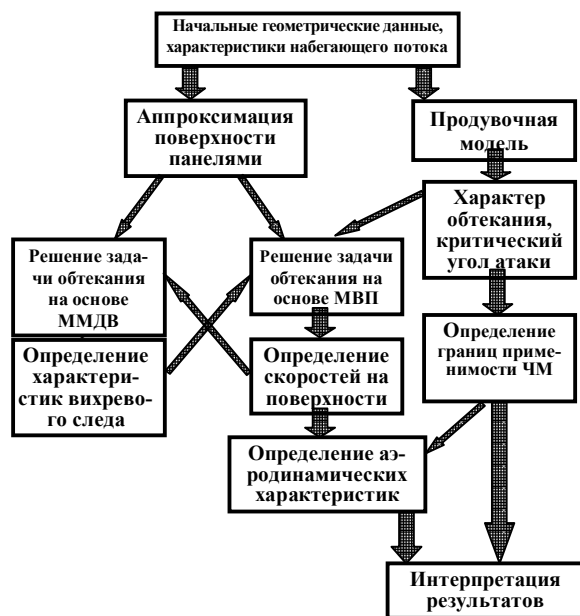 Начальные геометрические данные,
характеристики набегающего потока
Аппроксимация
поверхности
панелями
Продувочная
модель
Характер
обтекания,
критический
угол атаки
Решение зада-
чи обтекания
на основе
ММДВ
Решение задачи
обтекания на
основе МВП
Определение
характери-
стик вихрево-
го следа
Определение
скоростей на
поверхности
Определение
границ приме-
нимости ЧМ
Определение аэ-
родинамических
характеристик
Интерпретация
результатов